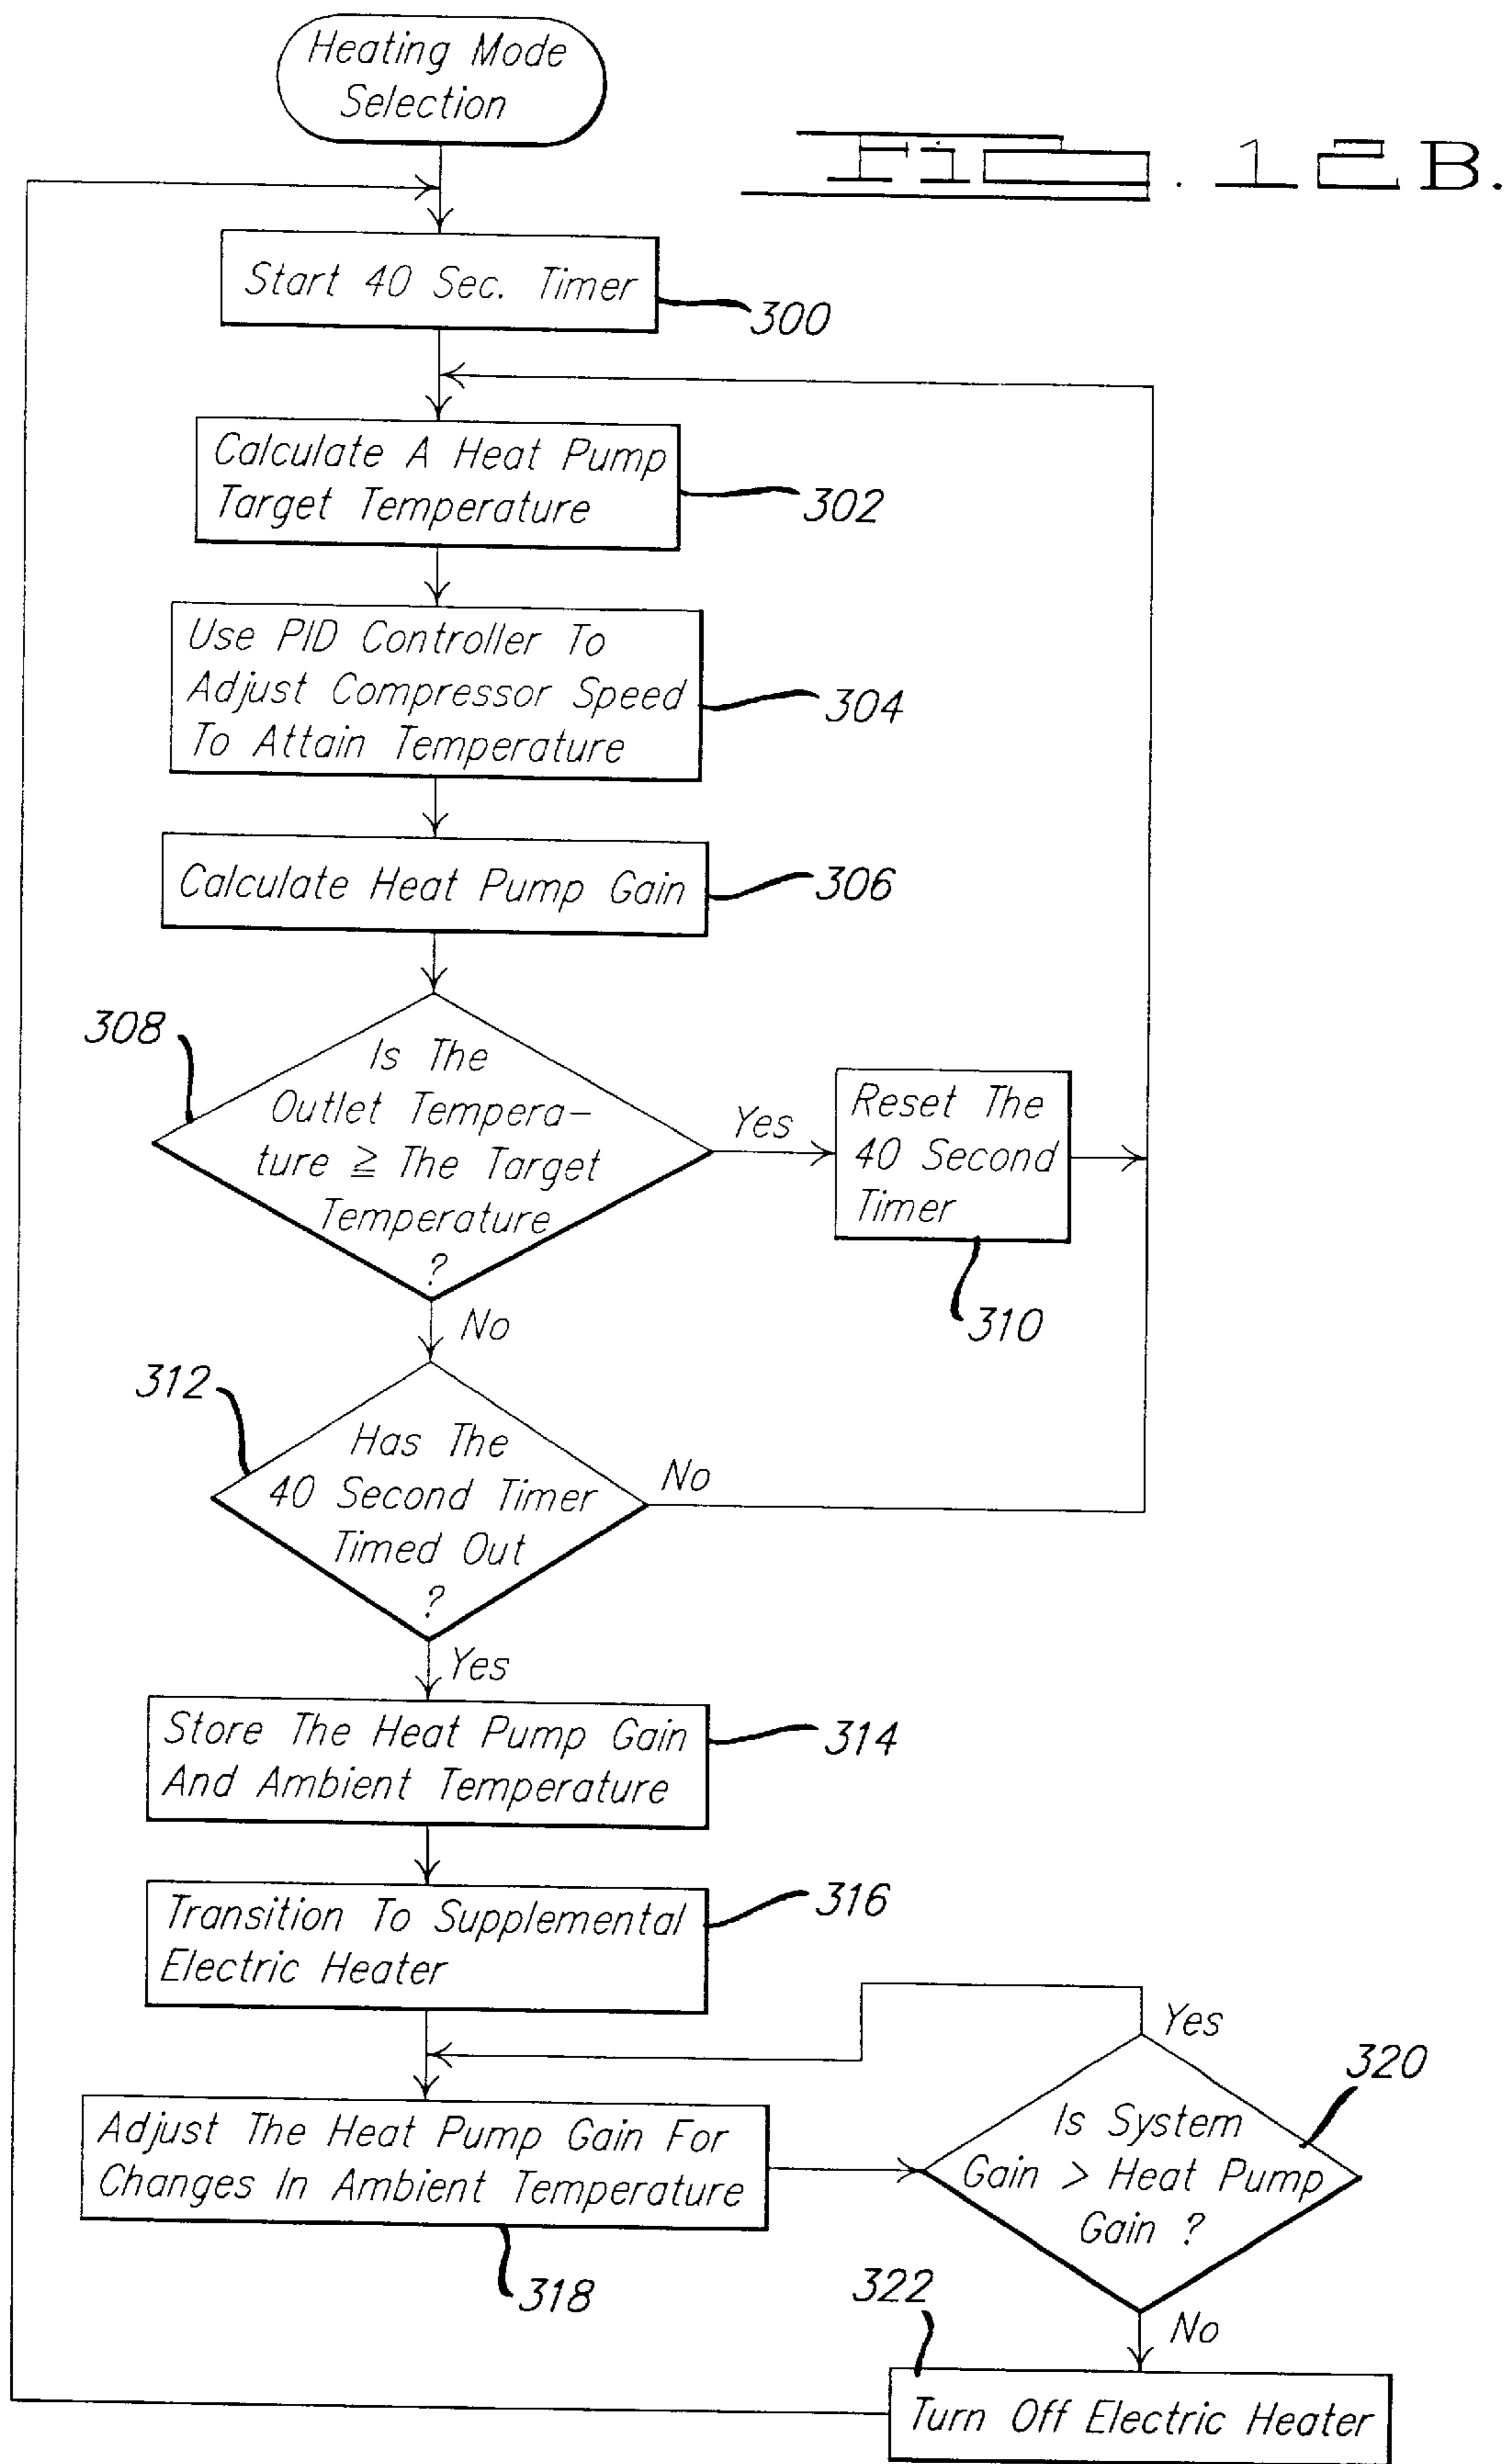 Heating Mode
Selection
FIG. 12B.
Start 40 Sec. Timer
300
Calculate A Heat Pump
Target Temperature
302
Use PID Controller To
Adjust Compressor Speed
To Attain Temperature
304
Calculate Heat Pump Gain
306
308
Is The
Outlet Tempera-
ture ≧ The Target
Temperature
?
Yes
Reset The
40 Second
Timer
310
No
312
Has The
40 Second Timer
Timed Out
?
No
Yes
Store The Heat Pump Gain
And Ambient Temperature
314
Transition To Supplemental
Electric Heater
316
Adjust The Heat Pump Gain For
Changes In Ambient Temperature
318
Yes
320
Is System
Gain > Heat Pump
Gain ?
No
322
Turn Off Electric Heater